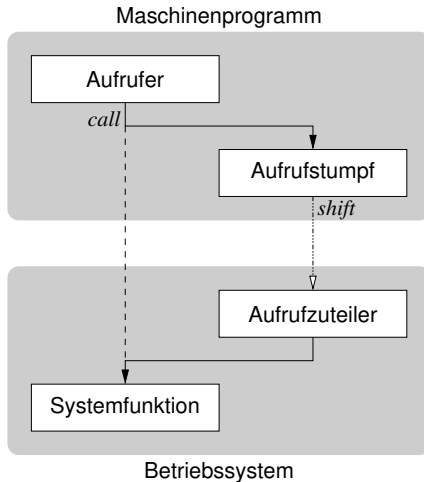 Maschinenprogramm
Aufrufer
call
Aufrufstumpf
shift
Aufrufzuteiler
Systemfunktion
Betriebssystem